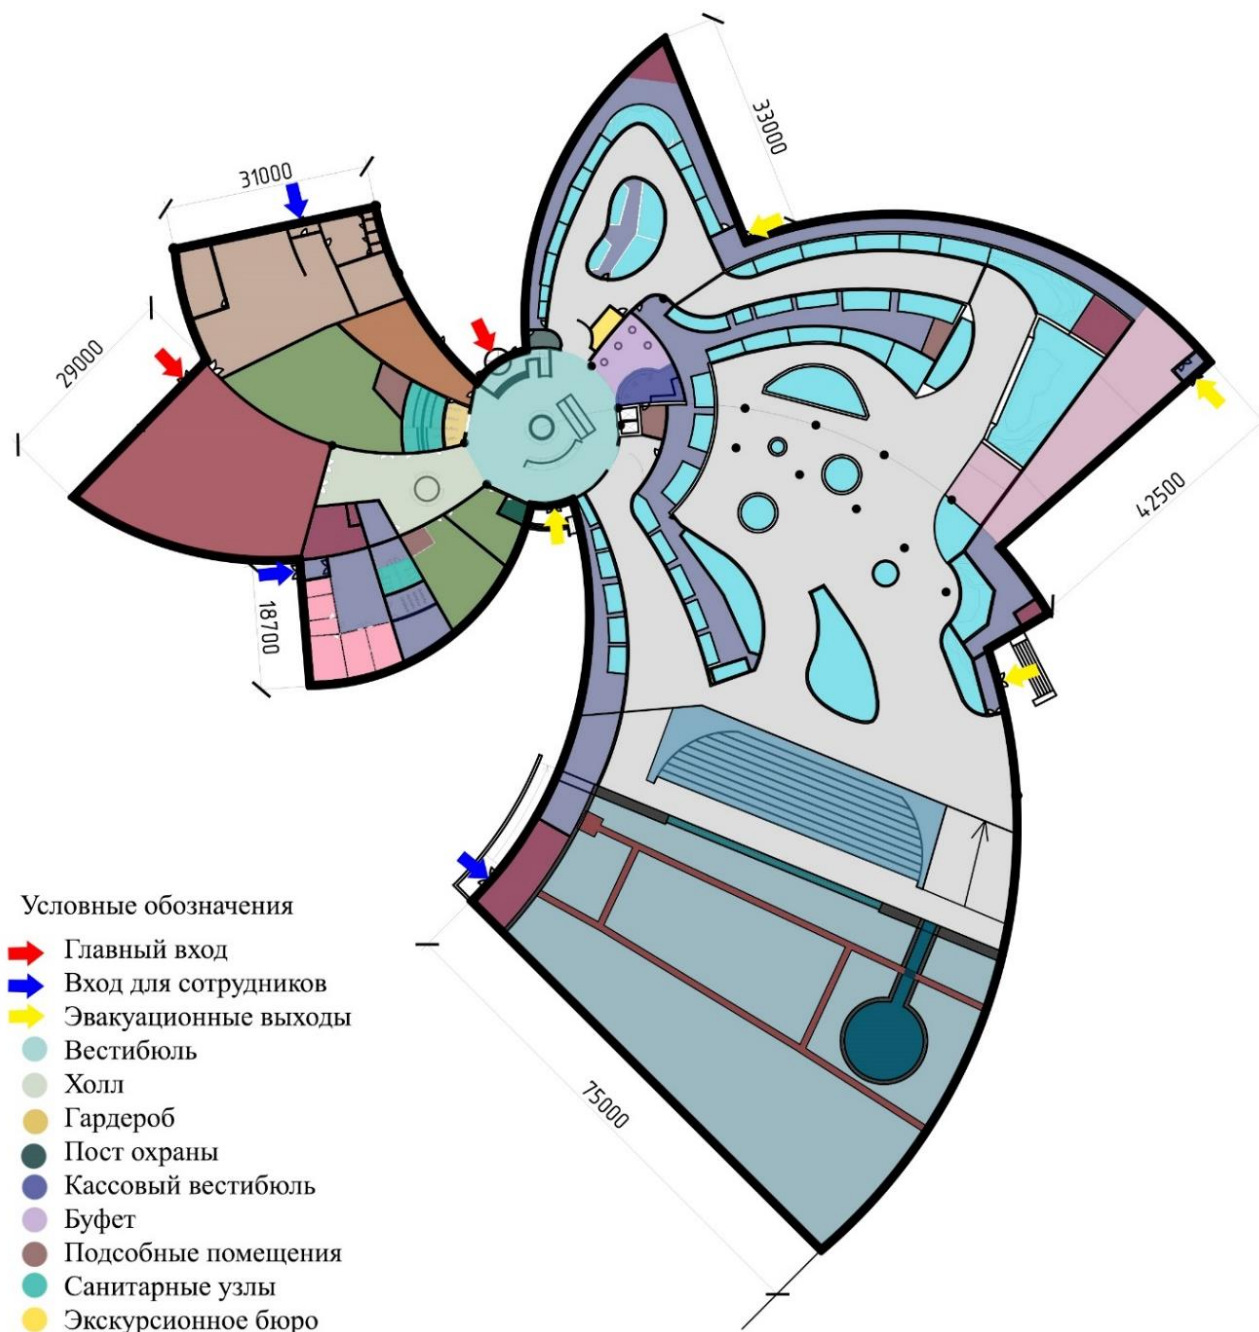 33000
31000
29000
42500
18700
75000
Условные обозначения
Главный вход
Вход для сотрудников
Эвакуационные выходы
Вестибюль
Холл
Гардероб
Пост охраны
Кассовый вестибюль
Буфет
Подсобные помещения
Санитарные узлы
Экскурсионное бюро